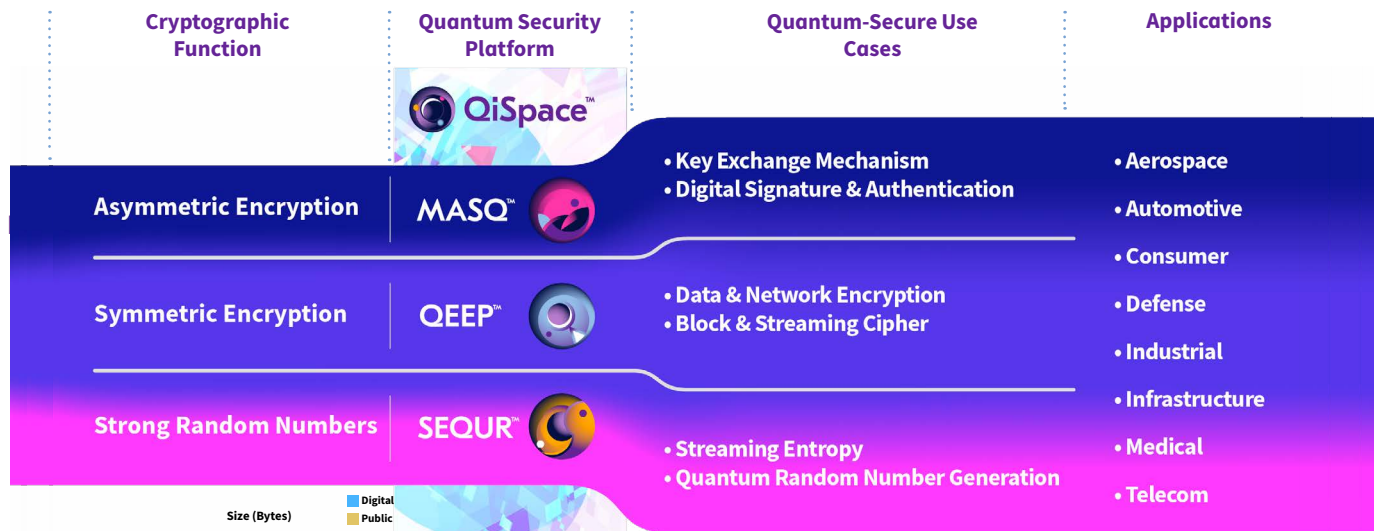 Cryptographic
Function
Quantum Security
Platform
Quantum-Secure Use
Cases
Applications
QiSpace™
Asymmetric Encryption
MASQ™
• Key Exchange Mechanism
• Digital Signature & Authentication
Symmetric Encryption
QEEP™
• Data & Network Encryption
• Block & Streaming Cipher
Strong Random Numbers
SEQUR™
• Streaming Entropy
• Quantum Random Number Generation
• Aerospace
• Automotive
• Consumer
• Defense
• Industrial
• Infrastructure
• Medical
• Telecom
Size (Bytes)
Digital
Public